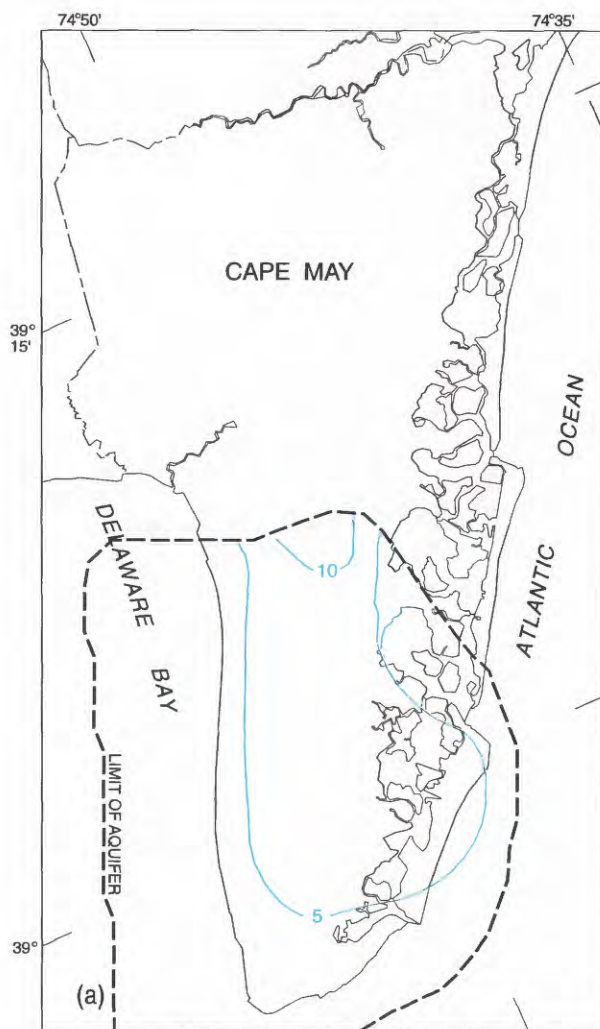 74°50'
74°35'
CAPE MAY
39°
15'
ATLANTIC OCEAN
DELAWARE BAY
10
LIMIT OF AQUIFER
5
39°
(a)